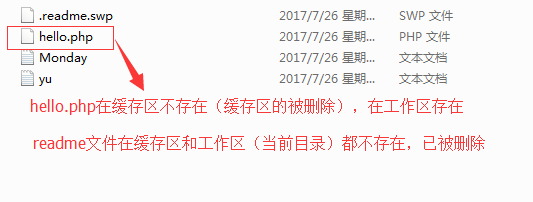 .readme.swp 2017/7/26 星期... SWP 文件
hello.php 2017/7/26 星期... PHP 文件
Monday 2017/7/26 星期... 文本文档
yu 2017/7/26 星期... 文本文档
hello.php在缓存区不存在（缓存区的被删除），在工作区存在
readme文件在缓存区和工作区（当前目录）都不存在，已被删除